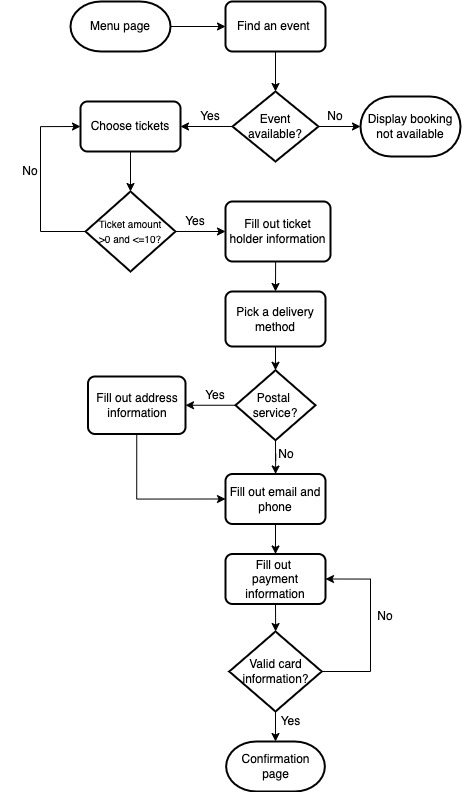 Menu page
Find an event
Event
available?
Yes
No
Display booking
not available
Choose tickets
No
Ticket amount
>0 and <=10?
Yes
Fill out ticket
holder information
Pick a delivery
method
Postal
service?
Yes
Fill out address
information
No
Fill out email and
phone
Fill out
payment
information
No
Valid card
information?
Yes
Confirmation
page